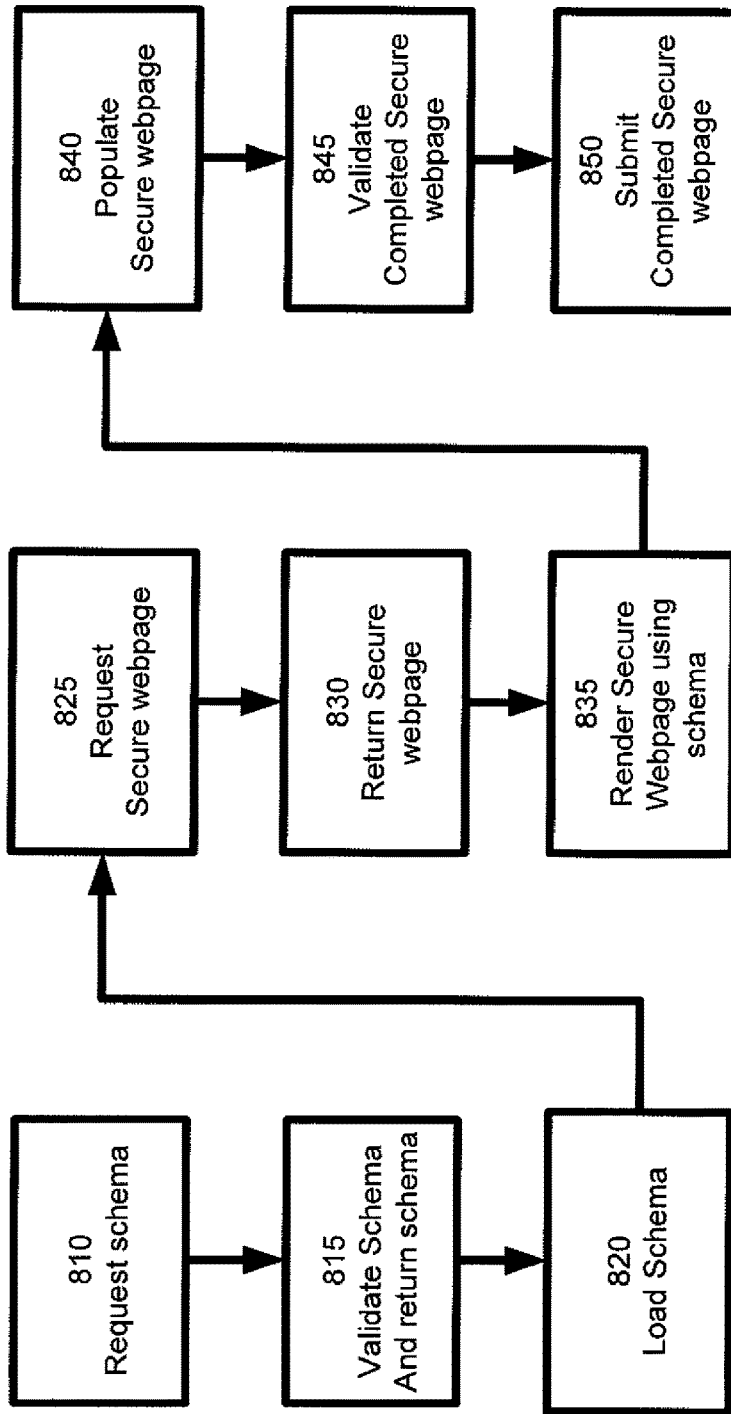 810
Request schema
815
Validate Schema
And return schema
820
Load Schema
825
Request
Secure webpage
830
Return Secure
webpage
835
Render Secure
Webpage using
schema
840
Populate
Secure webpage
845
Validate
Completed Secure
webpage
850
Submit
Completed Secure
webpage